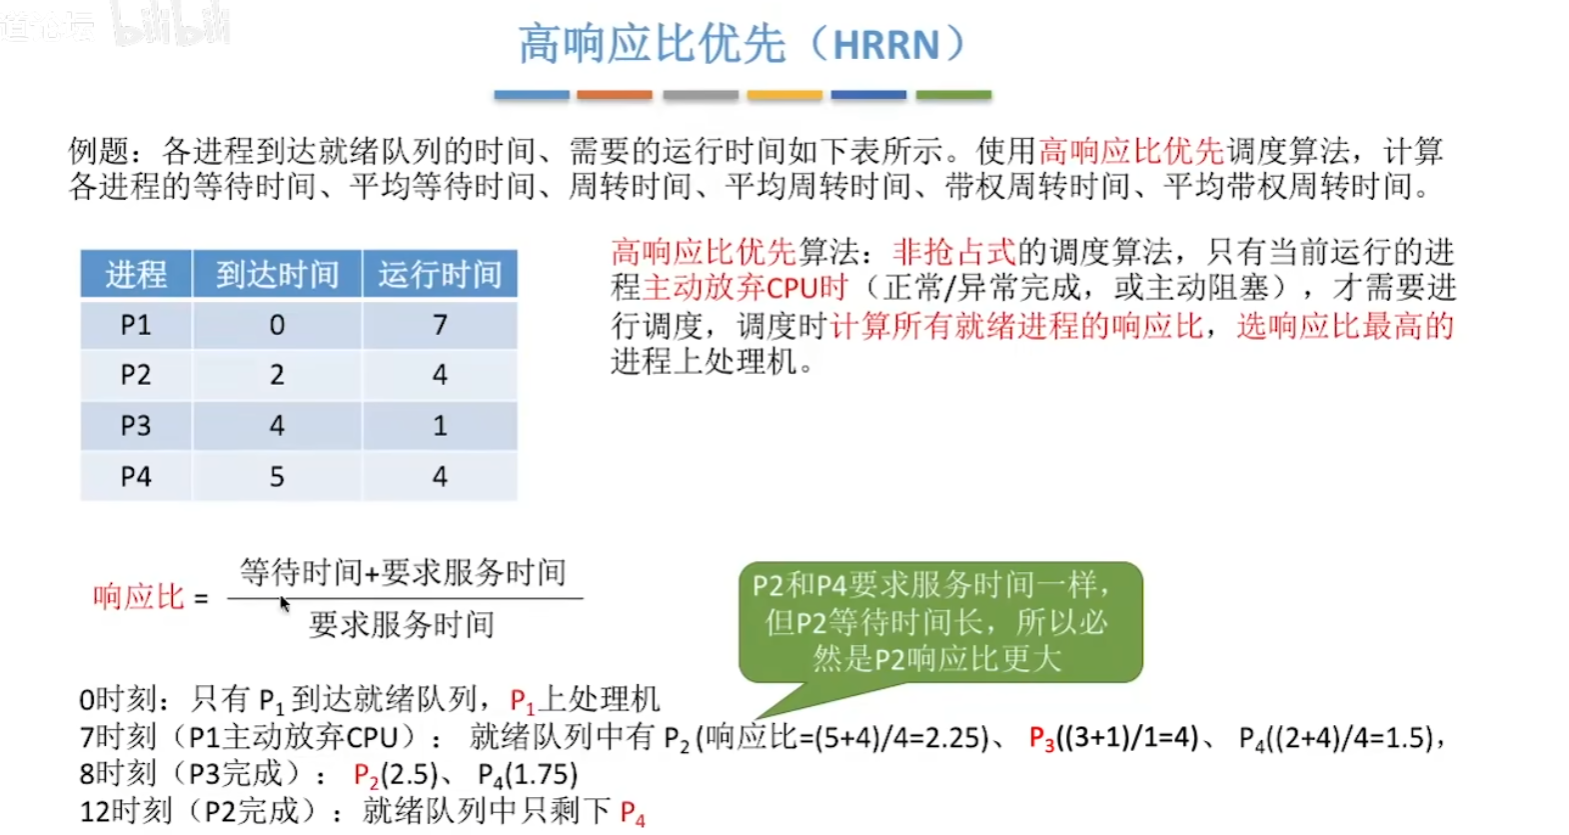 道论坛 bilibili
高响应比优先（HRRN）
例题：各进程到达就绪队列的时间、需要的运行时间如下表所示。使用高响应比优先调度算法，计算
各进程的等待时间、平均等待时间、周转时间、平均周转时间、带权周转时间、平均带权周转时间。
进程 到达时间 运行时间
P1 0 7
P2 2 4
P3 4 1
P4 5 4
高响应比优先算法：非抢占式的调度算法，只有当前运行的进
程主动放弃CPU时（正常/异常完成，或主动阻塞），才需要进
行调度，调度时计算所有就绪进程的响应比，选响应比最高的
进程上处理机。
等待时间+要求服务时间
响应比 =
要求服务时间
P2和P4要求服务时间一样，
但P2等待时间长，所以必
然是P2响应比更大
0时刻：只有 P1 到达就绪队列，P1上处理机
7时刻（P1主动放弃CPU）： 就绪队列中有 P2 (响应比=(5+4)/4=2.25)、 P3((3+1)/1=4)、 P4((2+4)/4=1.5)，
8时刻（P3完成）： P2(2.5)、 P4(1.75)
12时刻（P2完成）：就绪队列中只剩下 P4